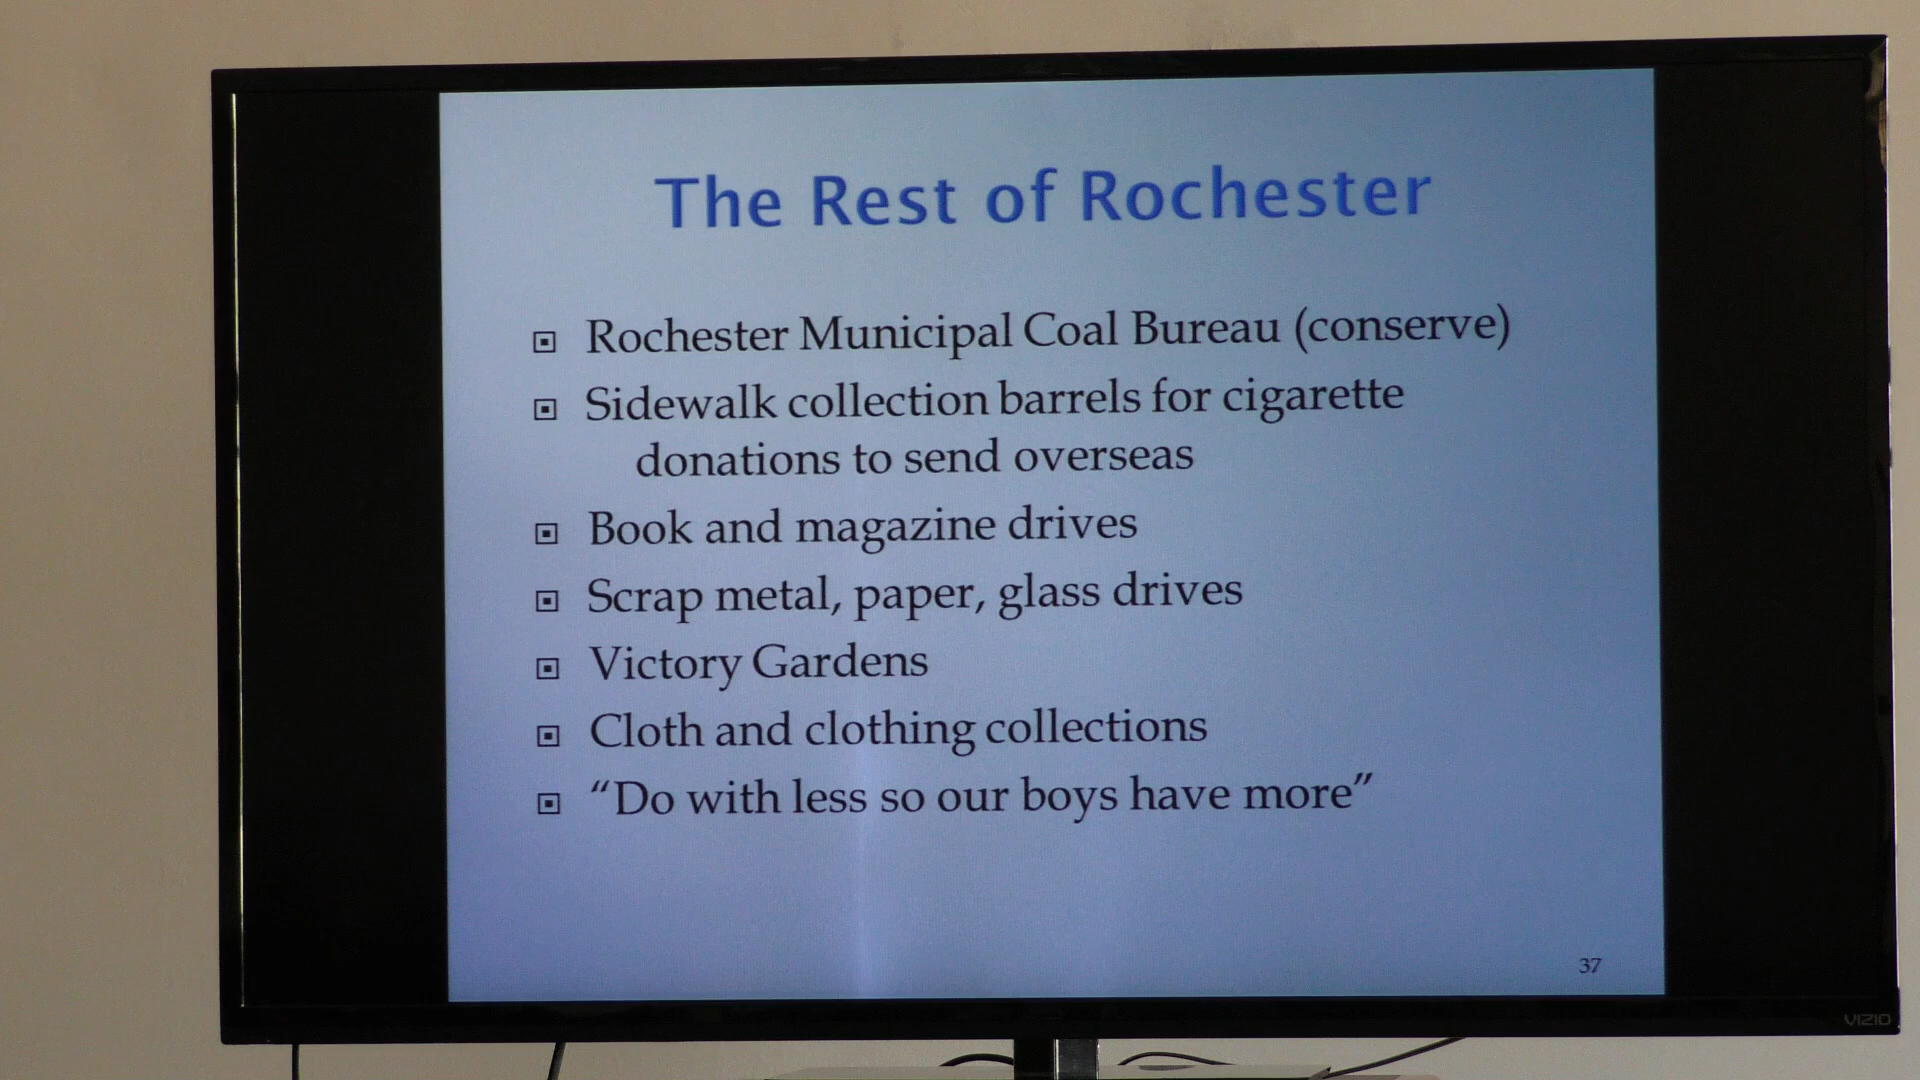 The Rest of Rochester
Rochester Municipal Coal Bureau (conserve)
Sidewalk collection barrels for cigarette
donations to send overseas
Book and magazine drives
Scrap metal, paper, glass drives
Victory Gardens
Cloth and clothing collections
“Do with less so our boys have more”
37
VIZIO